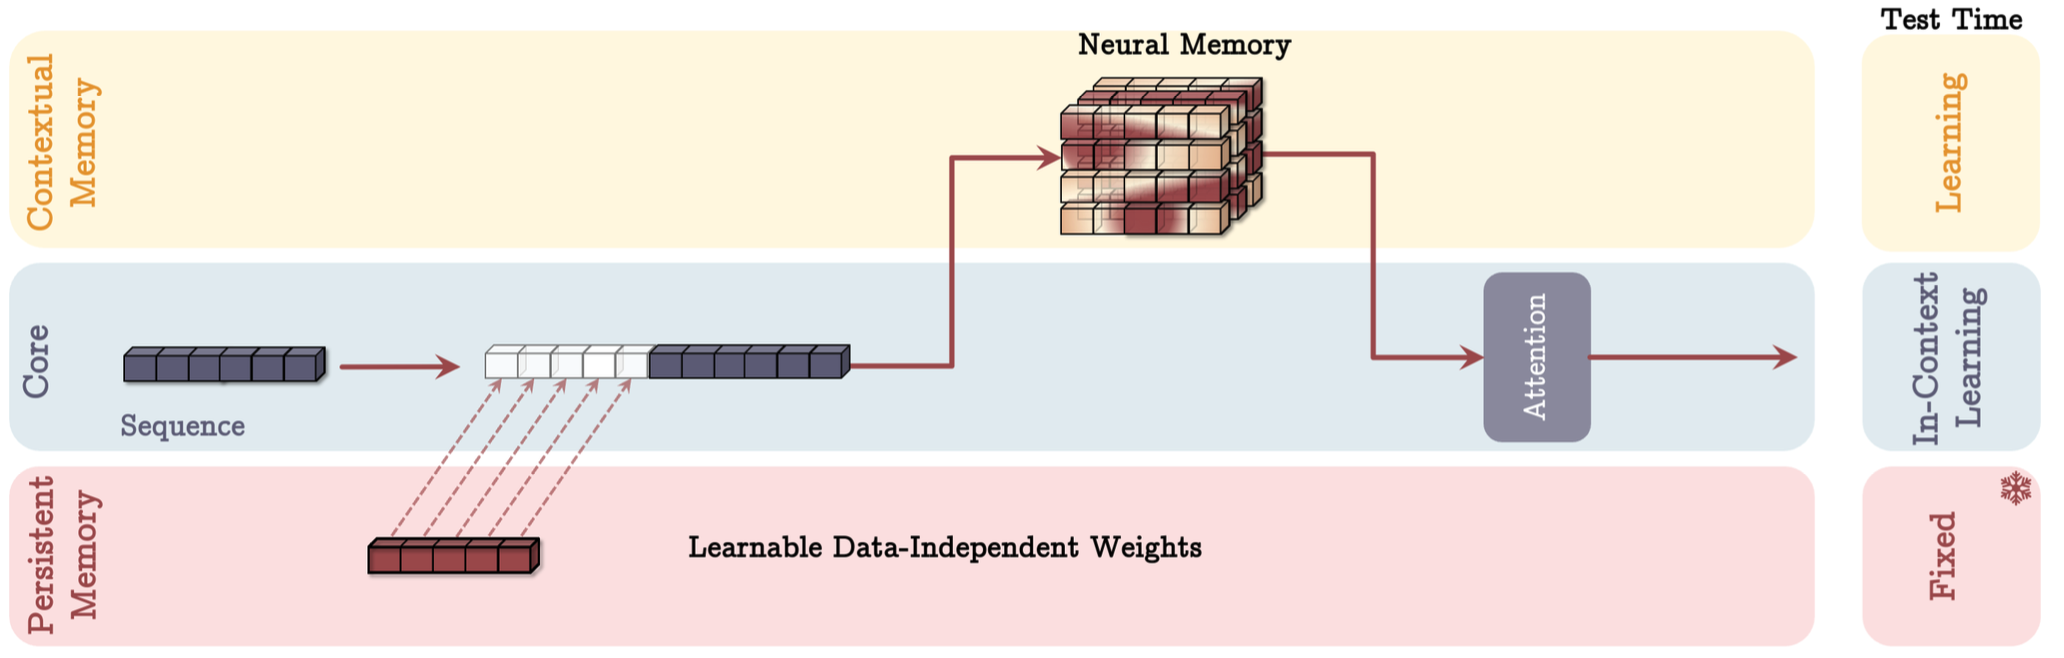 Test Time
Neural Memory
Contextual
Memory
Learning
Core
Sequence
Attention
In-Context
Learning
Persistent
Memory
Learnable Data-Independent Weights
Fixed